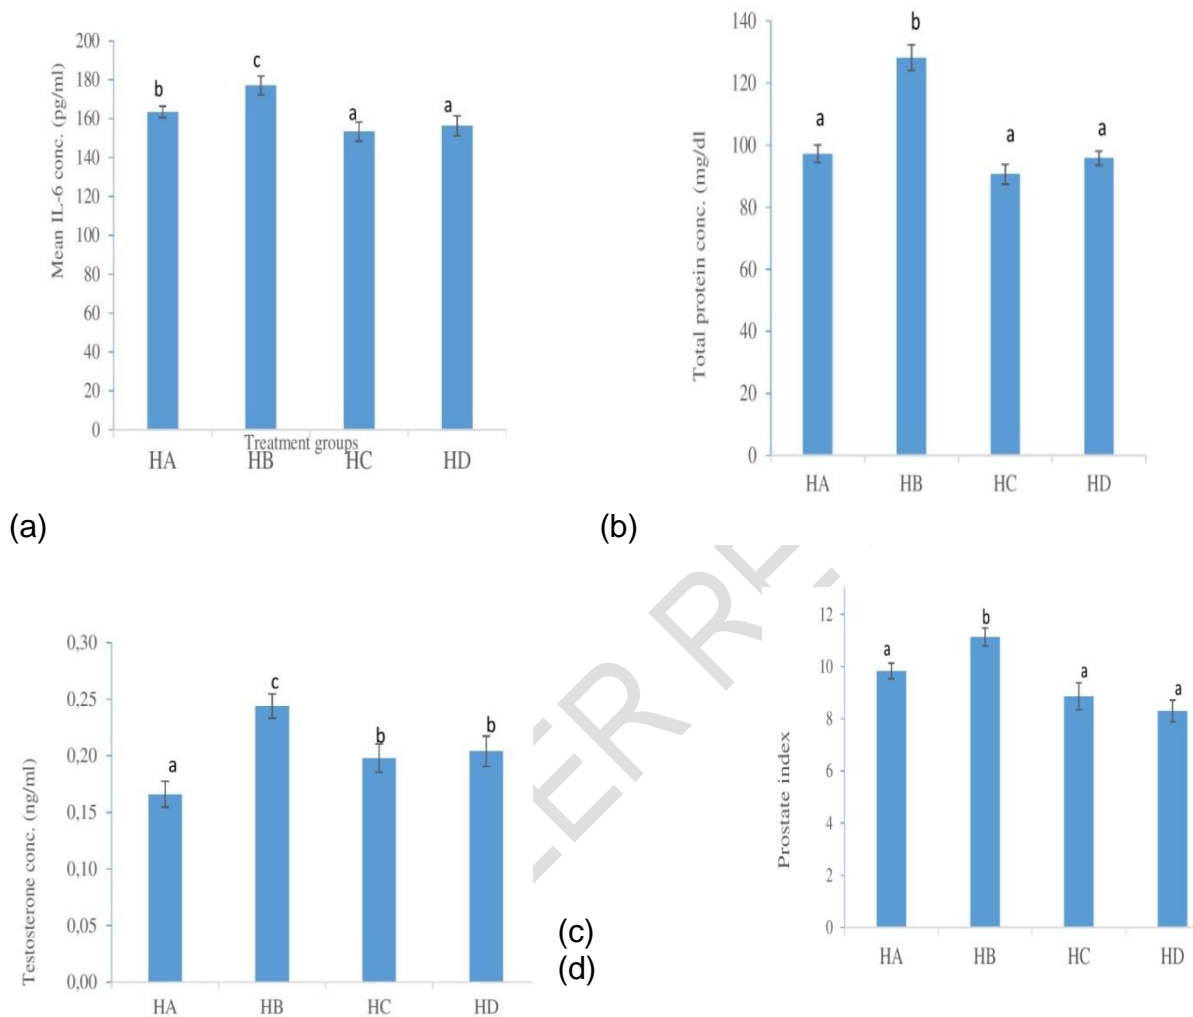 200
180
160
140
120
100
80
60
40
20
0
Mean IL-6 conc. (pg/ml)
b
c
a
a
Treatment groups
HA HB HC HD
(a)
140
120
100
80
60
40
20
0
Total protein conc. (mg/dl
a
b
a
a
HA HB HC HD
(b)
0,30
0,25
0,20
0,15
0,10
0,05
0,00
Testosterone conc. (ng/ml)
a
c
b
b
HA HB HC HD
(c)
(d)
12
10
8
6
4
2
0
Prostate index
a
b
a
a
HA HB HC HD